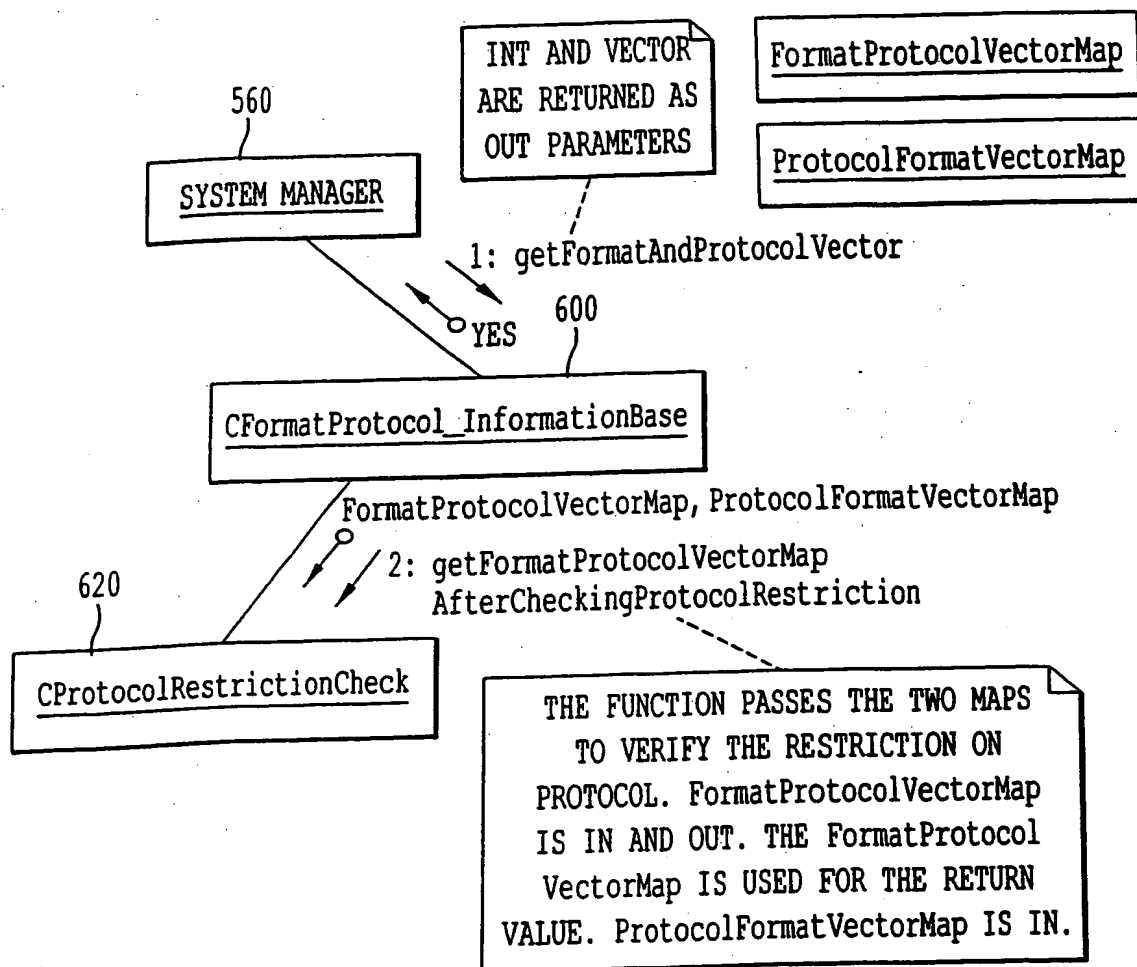 INT AND VECTOR
ARE RETURNED AS
OUT PARAMETERS
FormatProtocolVectorMap
ProtocolFormatVectorMap
560
SYSTEM MANAGER
1: getFormatAndProtocolVector
YES
600
CFormatProtocol_InformationBase
FormatProtocolVectorMap, ProtocolFormatVectorMap
2: getFormatProtocolVectorMap
AfterCheckingProtocolRestriction
620
CProtocolRestrictionCheck
THE FUNCTION PASSES THE TWO MAPS
TO VERIFY THE RESTRICTION ON
PROTOCOL. FormatProtocolVectorMap
IS IN AND OUT. THE FormatProtocol
VectorMap IS USED FOR THE RETURN
VALUE. ProtocolFormatVectorMap IS IN.